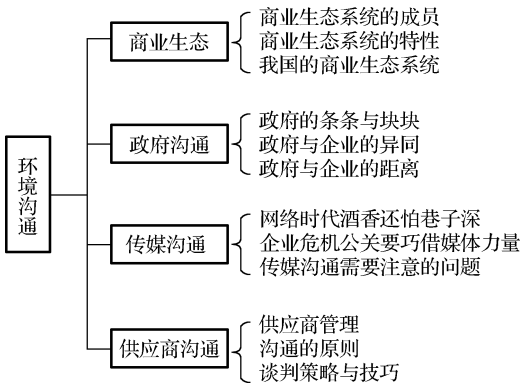 环境沟通
商业生态
商业生态系统的成员
商业生态系统的特性
我国的商业生态系统
政府沟通
政府的条条与块块
政府与企业的异同
政府与企业的距离
传媒沟通
网络时代酒香还怕巷子深
企业危机公关要巧借媒体力量
传媒沟通需要注意的问题
供应商沟通
供应商管理
沟通的原则
谈判策略与技巧